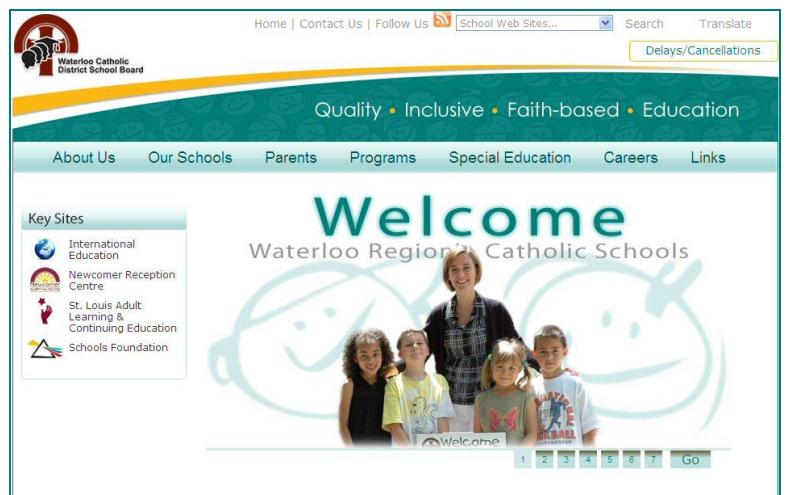 Home | Contact Us | Follow Us School Web Sites... Search Translate
Waterloo Catholic
District School Board
Delays/Cancellations
Quality • Inclusive • Faith-based • Education
About Us Our Schools Parents Programs Special Education Careers Links
Key Sites
International
Education
Newcomer Reception
Centre
St. Louis Adult
Learning &
Continuing Education
Schools Foundation
Welcome
Waterloo Region's Catholic Schools
Welcome
1 2 3 4 5 6 7 Go